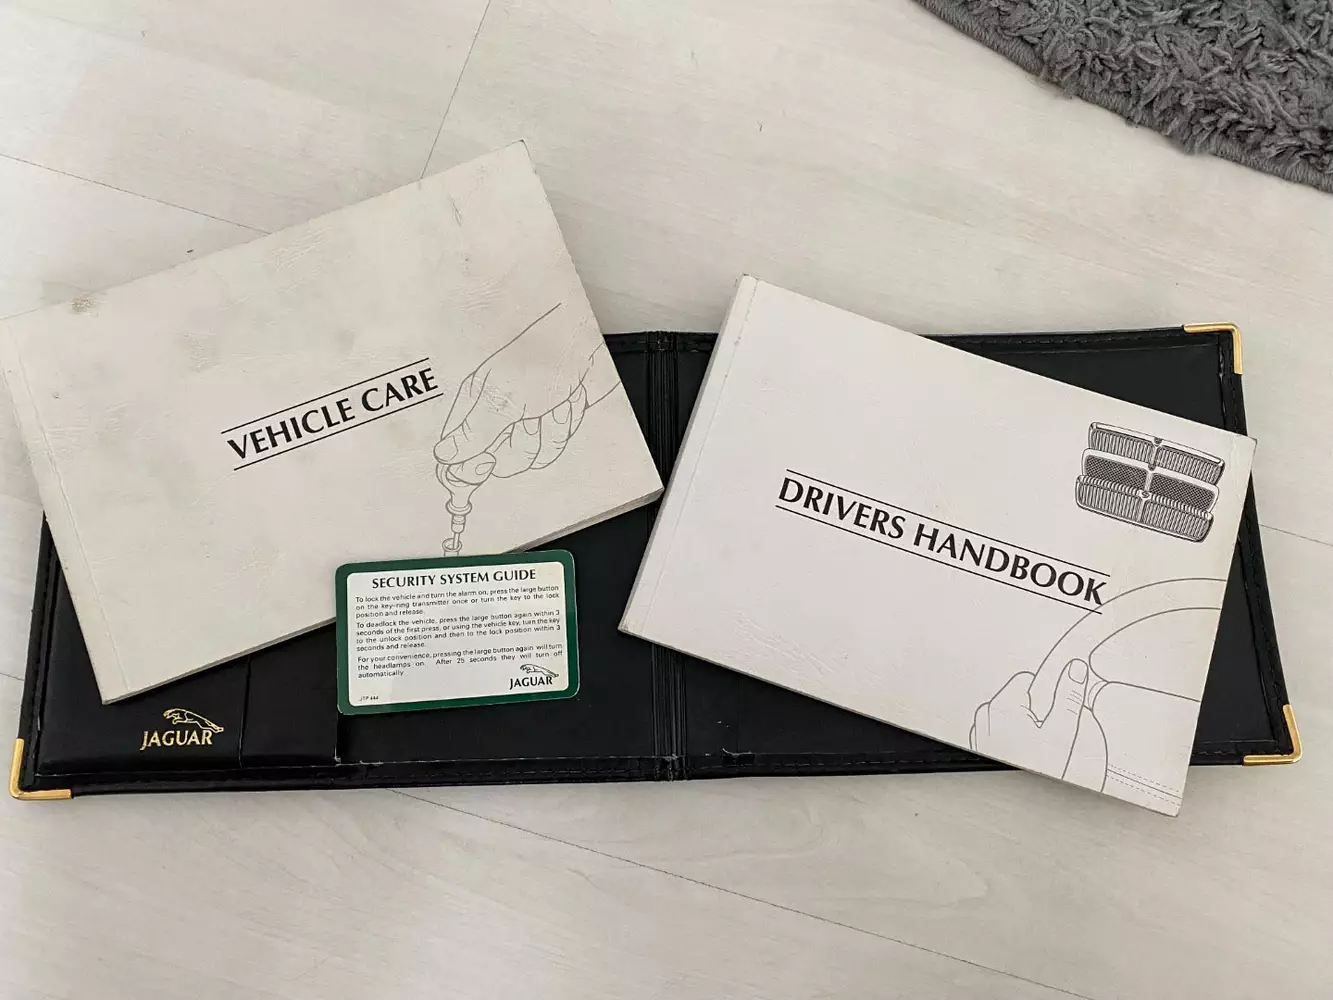 VEHICLE CARE
DRIVERS HANDBOOK
SECURITY SYSTEM GUIDE
To lock the vehicle and turn the alarm on, press the large button
on the key-ring transmitter once or turn the key to the lock
position and release.
To deadlock the vehicle, press the large button again within 3
seconds of the first press, or using the vehicle key, turn the key
to the unlock position and then to the lock position within 3
seconds and release.
For your convenience, pressing the large button again will turn
the headlamps on. After 25 seconds they will turn off
automatically
JAGUAR
JAGUAR